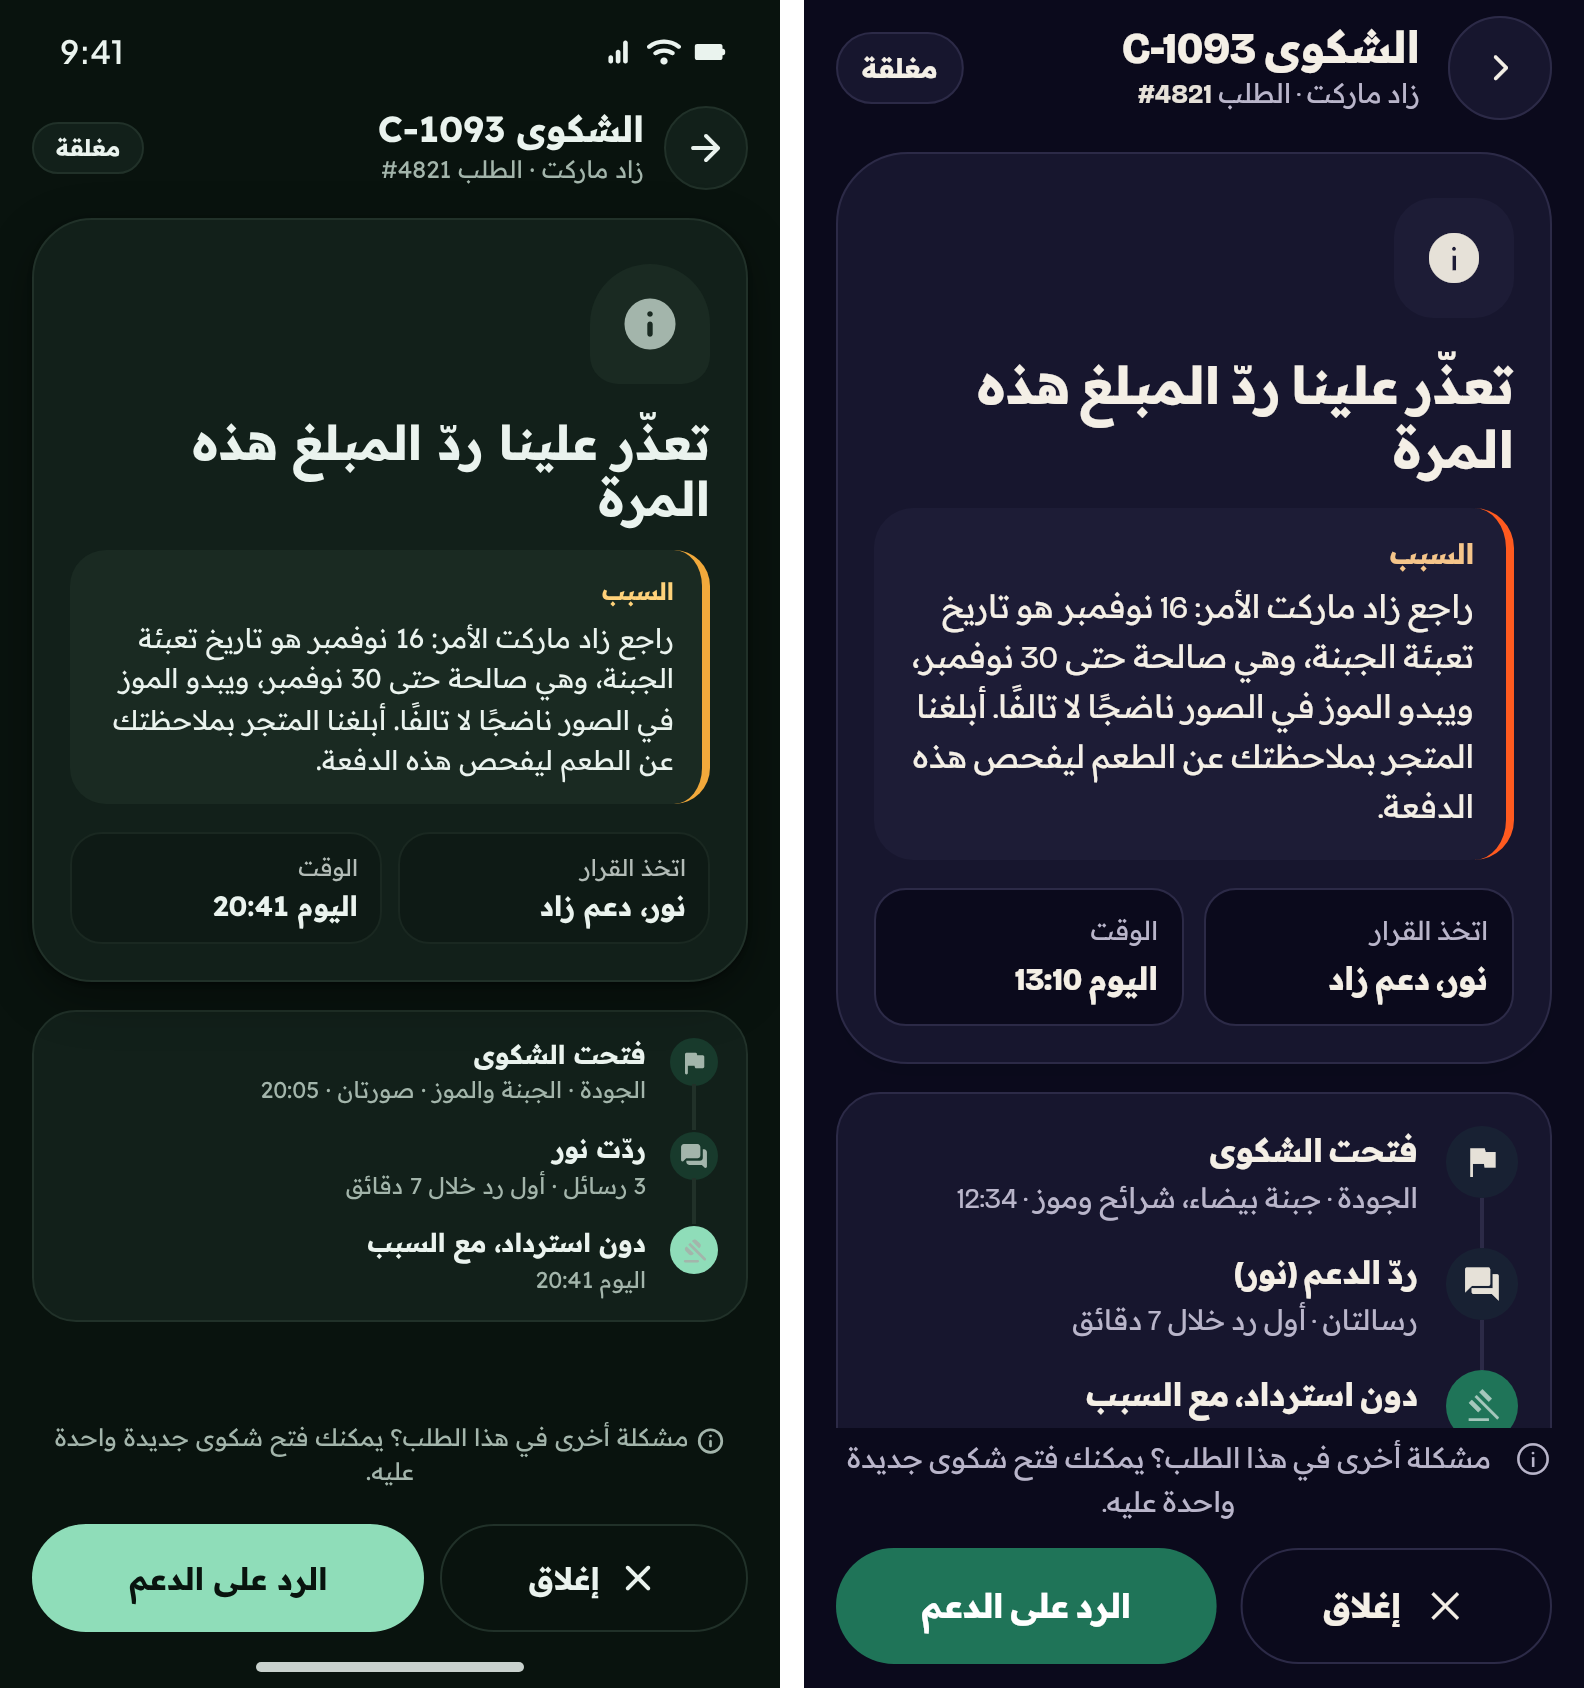 9:41
الشكوى C-1093
زاد ماركت · الطلب #4821
مغلقة
تعذّر علينا ردّ المبلغ هذه
المرة
السبب
راجع زاد ماركت الأمر: 16 نوفمبر هو تاريخ تعبئة
الجبنة، وهي صالحة حتى 30 نوفمبر، ويبدو الموز
في الصور ناضجًا لا تالفًا. أبلغنا المتجر بملاحظتك
عن الطعم ليفحص هذه الدفعة.
اتخذ القرار
نور، دعم زاد
الوقت
اليوم 20:41
فتحت الشكوى
الجودة · الجبنة والموز · صورتان · 20:05
ردّت نور
3 رسائل · أول رد خلال 7 دقائق
دون استرداد، مع السبب
اليوم 20:41
مشكلة أخرى في هذا الطلب؟ يمكنك فتح شكوى جديدة واحدة
عليه.
إغلاق
الرد على الدعم
الشكوى C-1093
زاد ماركت · الطلب #4821
مغلقة
تعذّر علينا ردّ المبلغ هذه
المرة
السبب
راجع زاد ماركت الأمر: 16 نوفمبر هو تاريخ
تعبئة الجبنة، وهي صالحة حتى 30 نوفمبر،
ويبدو الموز في الصور ناضجًا لا تالفًا. أبلغنا
المتجر بملاحظتك عن الطعم ليفحص هذه
الدفعة.
اتخذ القرار
نور، دعم زاد
الوقت
اليوم 13:10
فتحت الشكوى
الجودة · جبنة بيضاء، شرائح وموز · 12:34
ردّ الدعم (نور)
رسالتان · أول رد خلال 7 دقائق
دون استرداد، مع السبب
مشكلة أخرى في هذا الطلب؟ يمكنك فتح شكوى جديدة
واحدة عليه.
إغلاق
الرد على الدعم